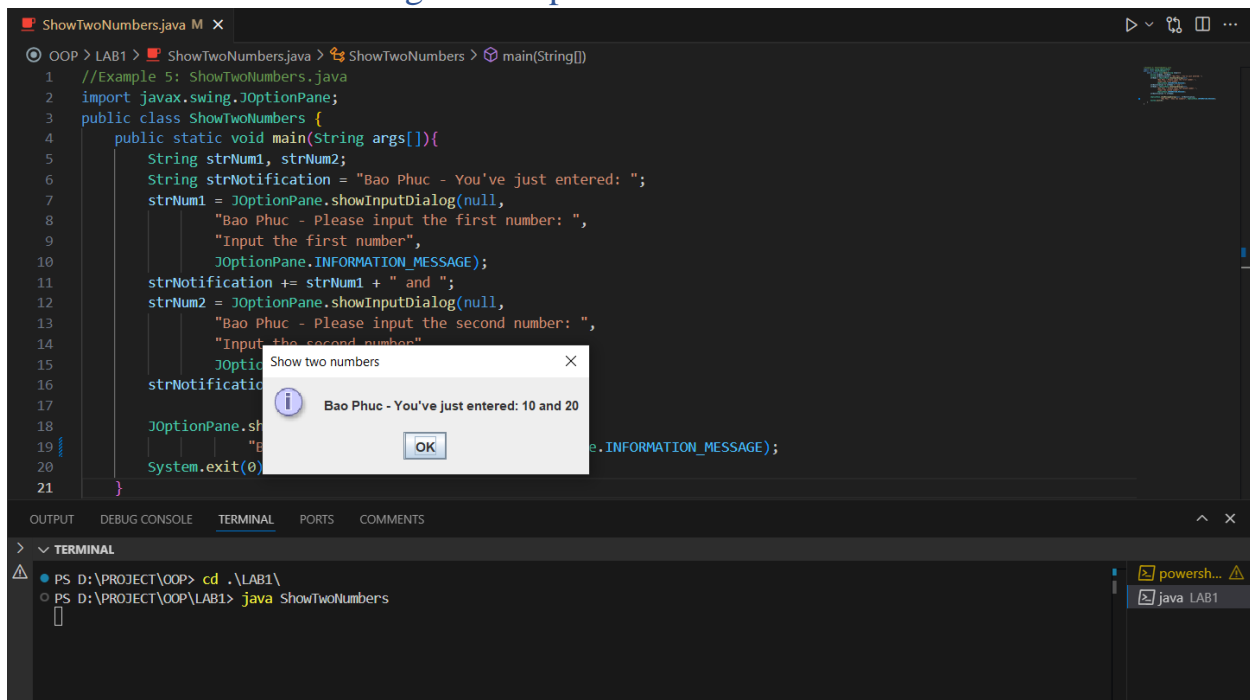 ShowTwoNumbers.java M
OOP > LAB1 > ShowTwoNumbers.java > ShowTwoNumbers > main(String[])
1 //Example 5: ShowTwoNumbers.java
2 import javax.swing.JOptionPane;
3 public class ShowTwoNumbers {
4 public static void main(String args[]){
5 String strNum1, strNum2;
6 String strNotification = "Bao Phuc - You've just entered: ";
7 strNum1 = JOptionPane.showInputDialog(null,
8 "Bao Phuc - Please input the first number: ",
9 "Input the first number",
10 JOptionPane.INFORMATION_MESSAGE);
11 strNotification += strNum1 + " and ";
12 strNum2 = JOptionPane.showInputDialog(null,
13 "Bao Phuc - Please input the second number: ",
14 "Input the second number"
15 JOptio
16 strNotificatio
17
18 JOptionPane.sh
19 "B e.INFORMATION_MESSAGE);
20 System.exit(0)
21 }
Show two numbers
Bao Phuc - You've just entered: 10 and 20
OK
OUTPUT DEBUG CONSOLE TERMINAL PORTS COMMENTS
TERMINAL
PS D:\PROJECT\OOP> cd .\LAB1\
PS D:\PROJECT\OOP\LAB1> java ShowTwoNumbers
powersh...
java LAB1